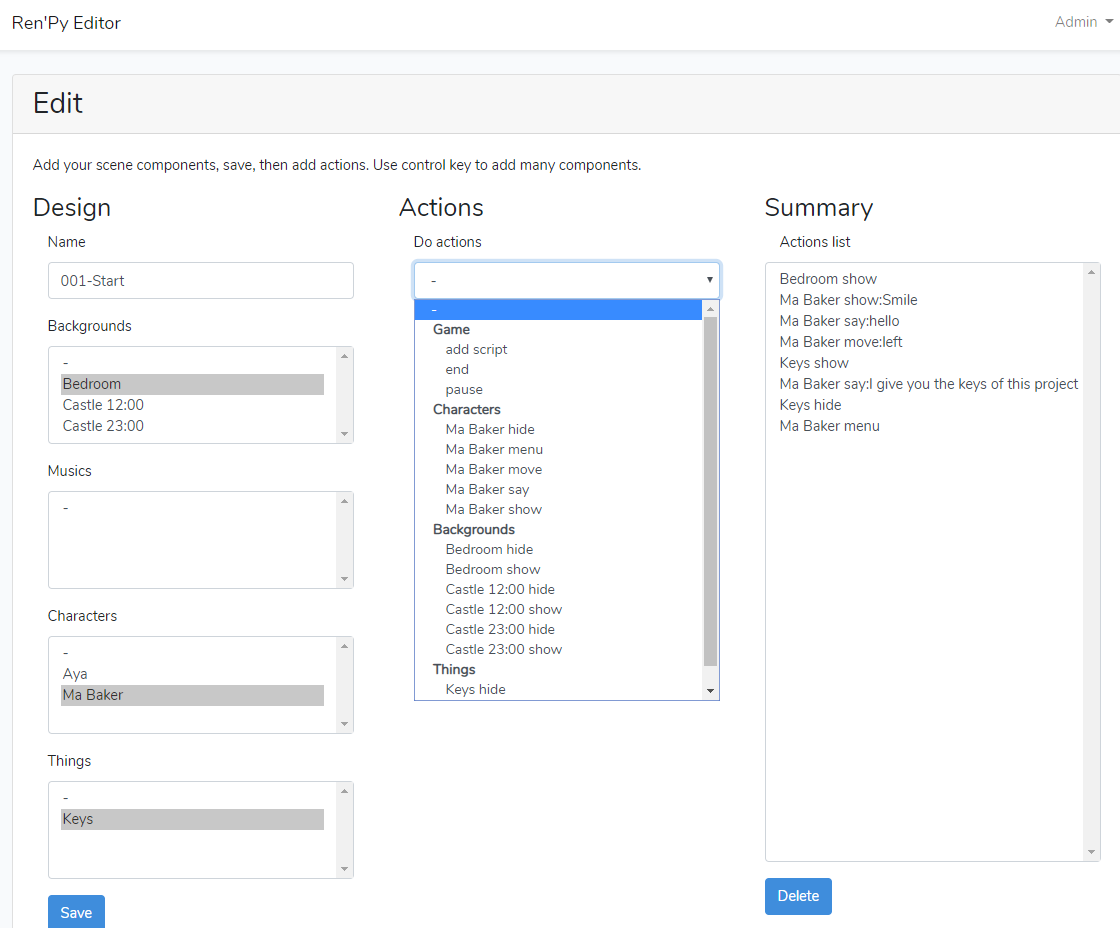 Ren'Py Editor
Admin
Edit
Add your scene components, save, then add actions. Use control key to add many components.
Design
Name
001-Start
Backgrounds
-
Bedroom
Castle 12:00
Castle 23:00
Musics
-
Characters
-
Aya
Ma Baker
Things
-
Keys
Save
Actions
Do actions
-
-
Game
add script
end
pause
Characters
Ma Baker hide
Ma Baker menu
Ma Baker move
Ma Baker say
Ma Baker show
Backgrounds
Bedroom hide
Bedroom show
Castle 12:00 hide
Castle 12:00 show
Castle 23:00 hide
Castle 23:00 show
Things
Keys hide
Summary
Actions list
Bedroom show
Ma Baker show:Smile
Ma Baker say:hello
Ma Baker move:left
Keys show
Ma Baker say:I give you the keys of this project
Keys hide
Ma Baker menu
Delete